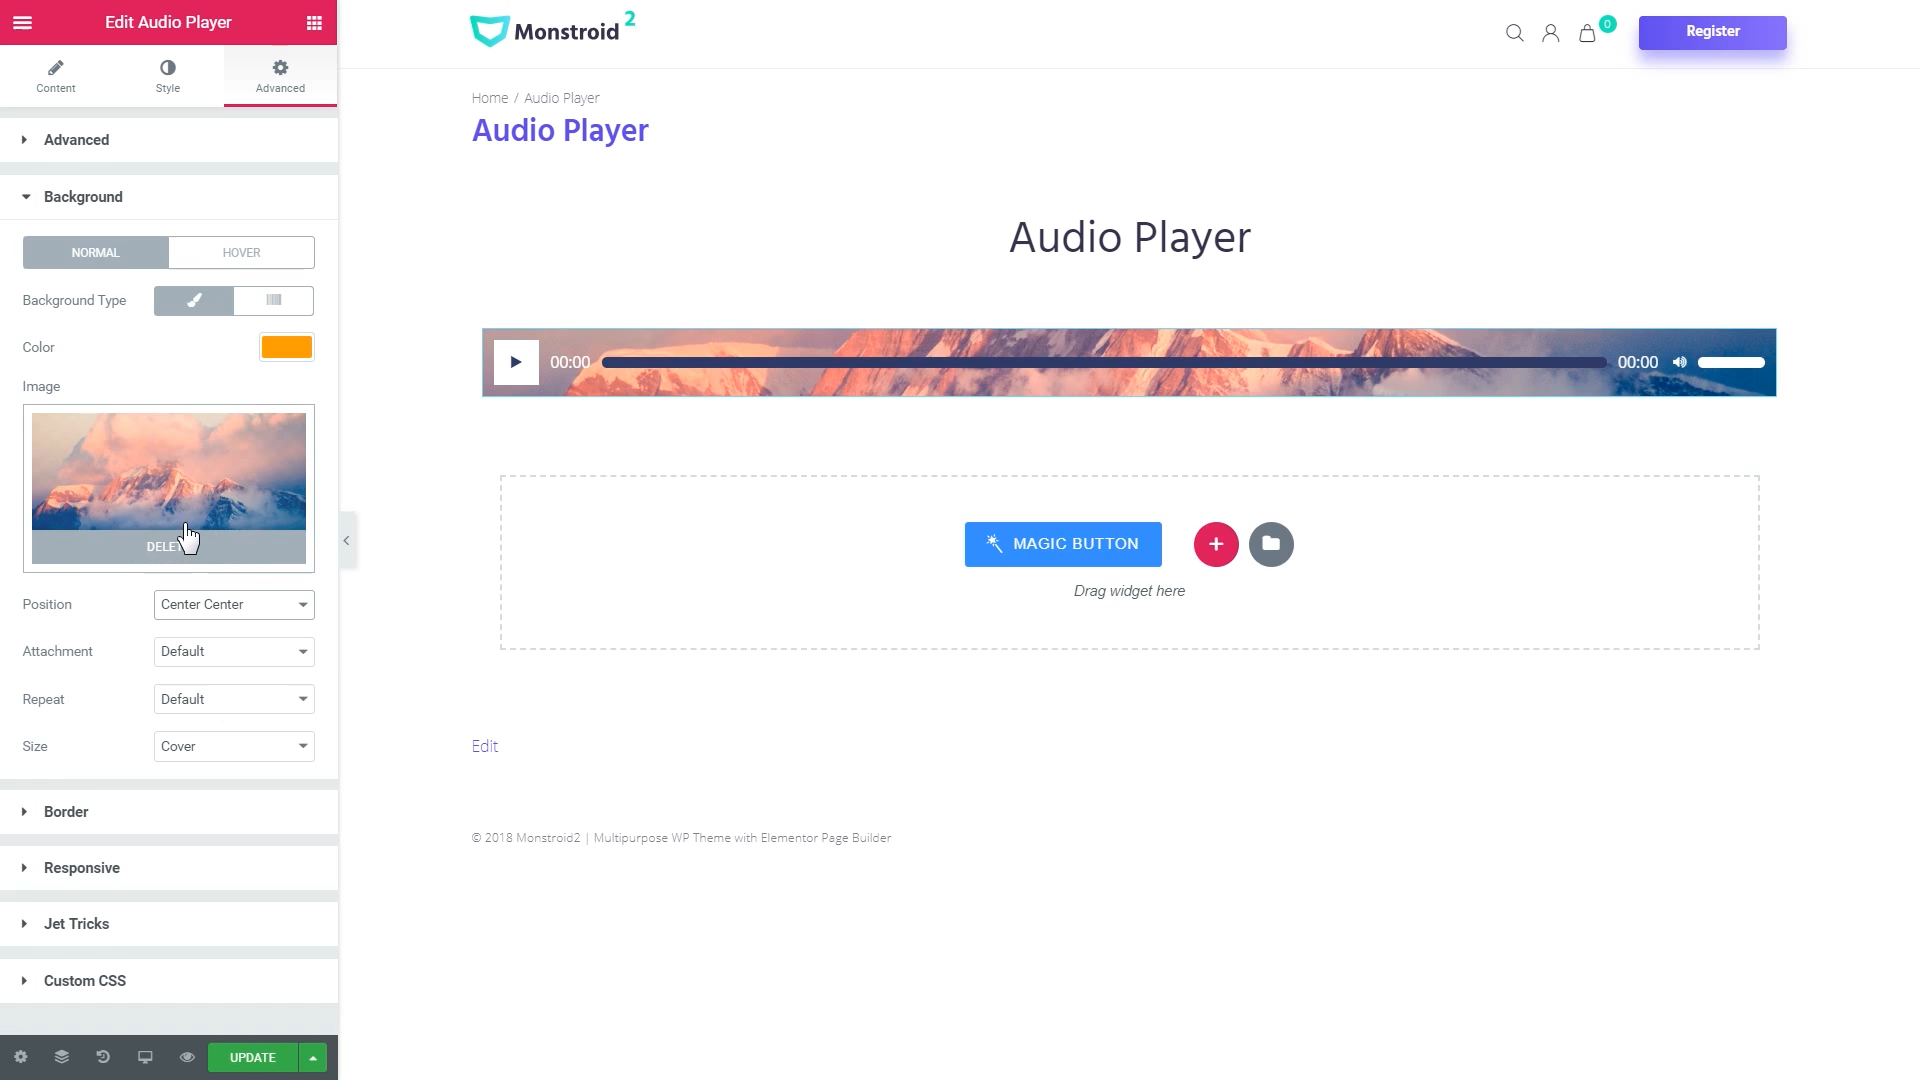 Edit Audio Player
Content
Style
Advanced
Advanced
Background
NORMAL
HOVER
Background Type
Color
Image
Position
Center Center
Attachment
Default
Repeat
Default
Size
Cover
Border
Responsive
Jet Tricks
Custom CSS
UPDATE
Monstroid 2
0
Register
Home / Audio Player
Audio Player
Audio Player
00:00
00:00
MAGIC BUTTON
Drag widget here
Edit
© 2018 Monstroid2 | Multipurpose WP Theme with Elementor Page Builder